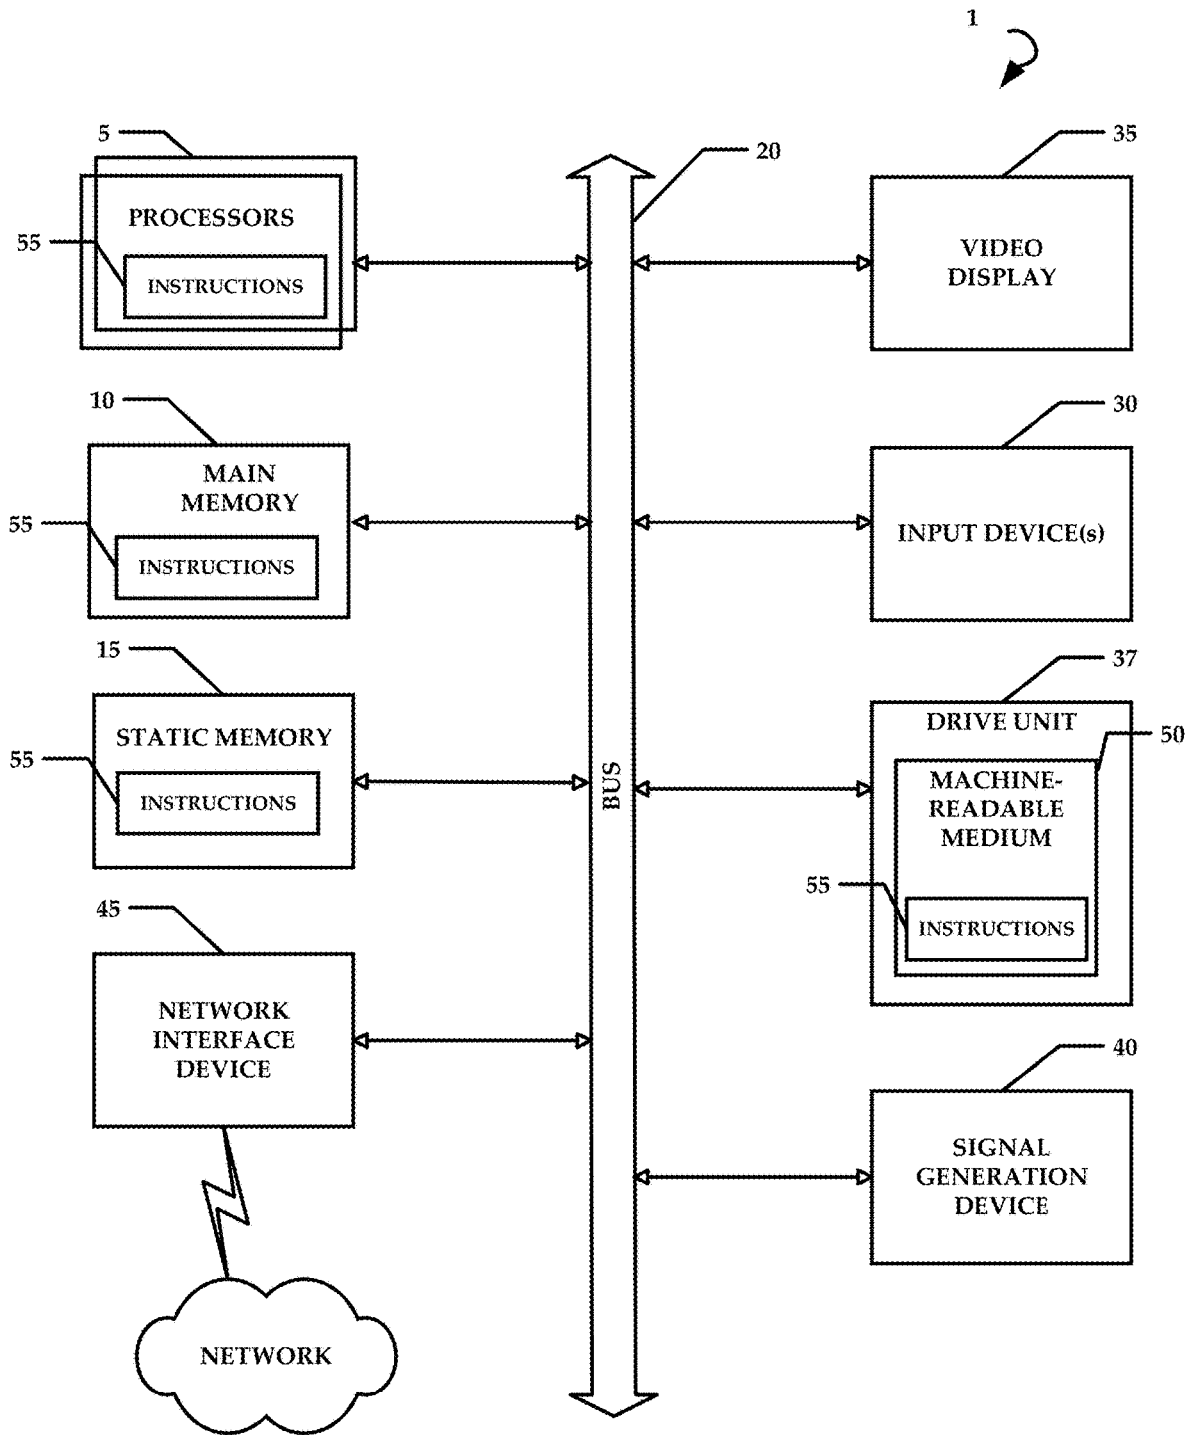 1
5
PROCESSORS
55
INSTRUCTIONS
20
35
VIDEO
DISPLAY
10
MAIN
MEMORY
55
INSTRUCTIONS
30
INPUT DEVICE(s)
15
STATIC MEMORY
55
INSTRUCTIONS
BUS
37
DRIVE UNIT
50
MACHINE-
READABLE
MEDIUM
55
INSTRUCTIONS
45
NETWORK
INTERFACE
DEVICE
40
SIGNAL
GENERATION
DEVICE
NETWORK